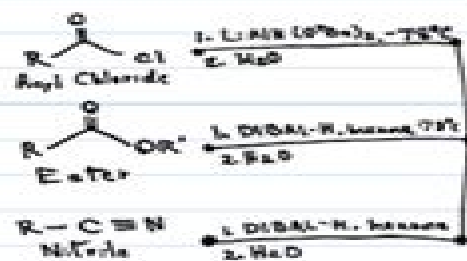 O
R Cl
1. LiAlH(OtBu)3, -78°C
2. H2O
Acyl Chloride
O
R OR"
1. DIBAL-H, hexane, 78°C
2. H2O
Ester
R - C ≡ N
1. DIBAL-H, hexane
2. H2O
Nitrile